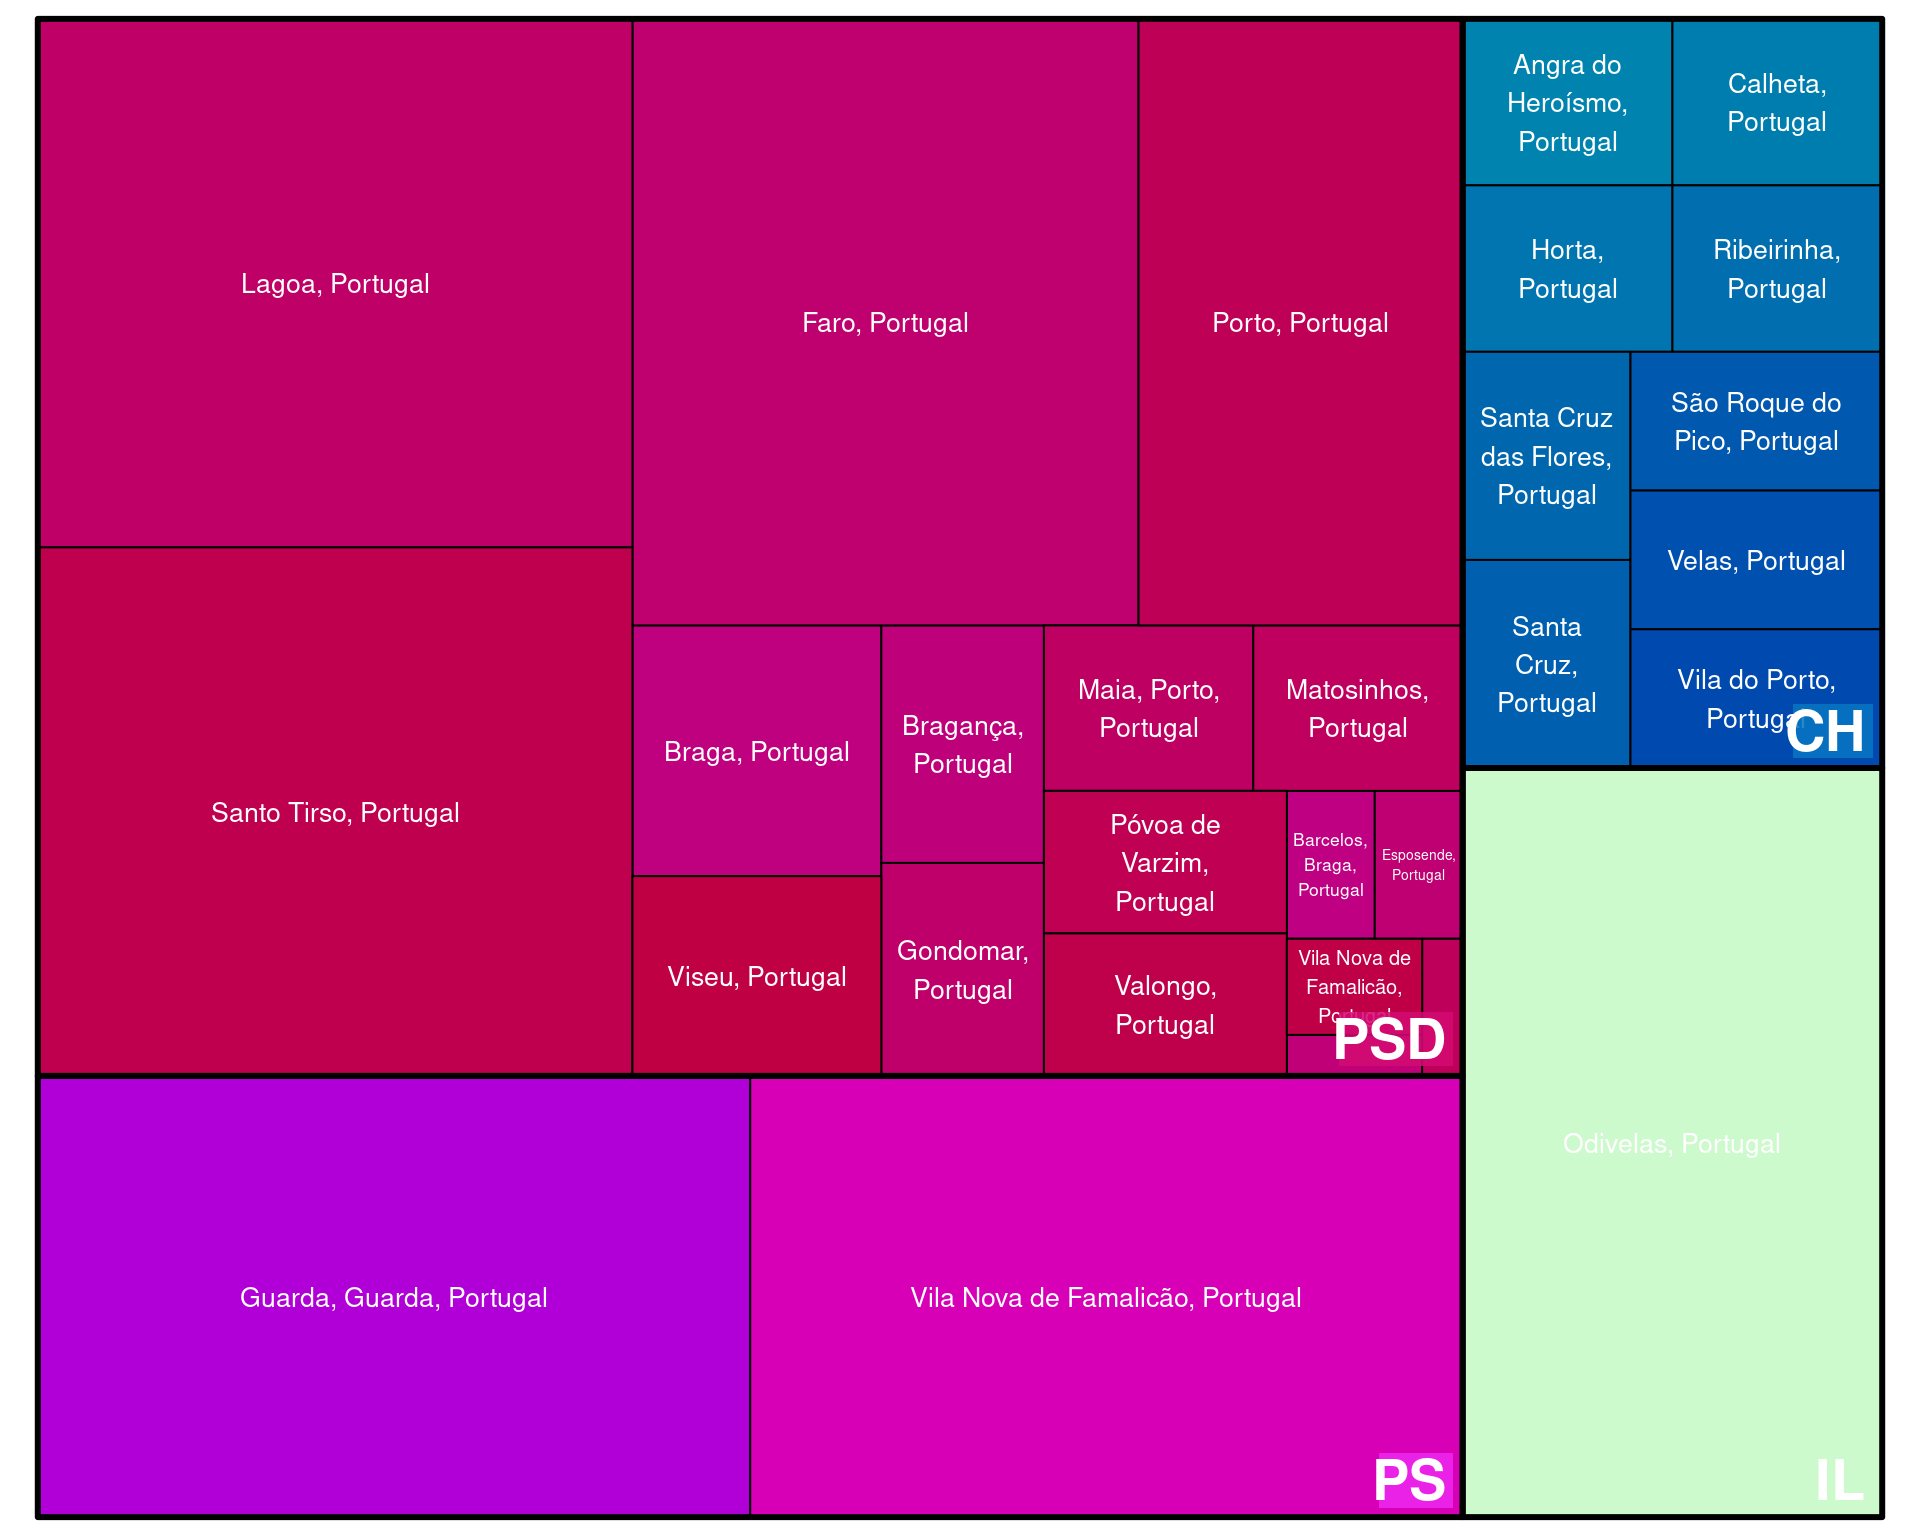 Lagoa, Portugal
Faro, Portugal
Porto, Portugal
Santo Tirso, Portugal
Braga, Portugal
Bragança,
Portugal
Maia, Porto,
Portugal
Matosinhos,
Portugal
Viseu, Portugal
Gondomar,
Portugal
Póvoa de
Varzim,
Portugal
Valongo,
Portugal
Barcelos,
Braga,
Portugal
Esposende,
Portugal
Vila Nova de
Famalicão,
Portugal
PSD
Angra do
Heroísmo,
Portugal
Calheta,
Portugal
Horta,
Portugal
Ribeirinha,
Portugal
Santa Cruz
das Flores,
Portugal
São Roque do
Pico, Portugal
Velas, Portugal
Santa
Cruz,
Portugal
Vila do Porto,
Portugal
CH
Guarda, Guarda, Portugal
Vila Nova de Famalicão, Portugal
PS
Odivelas, Portugal
IL